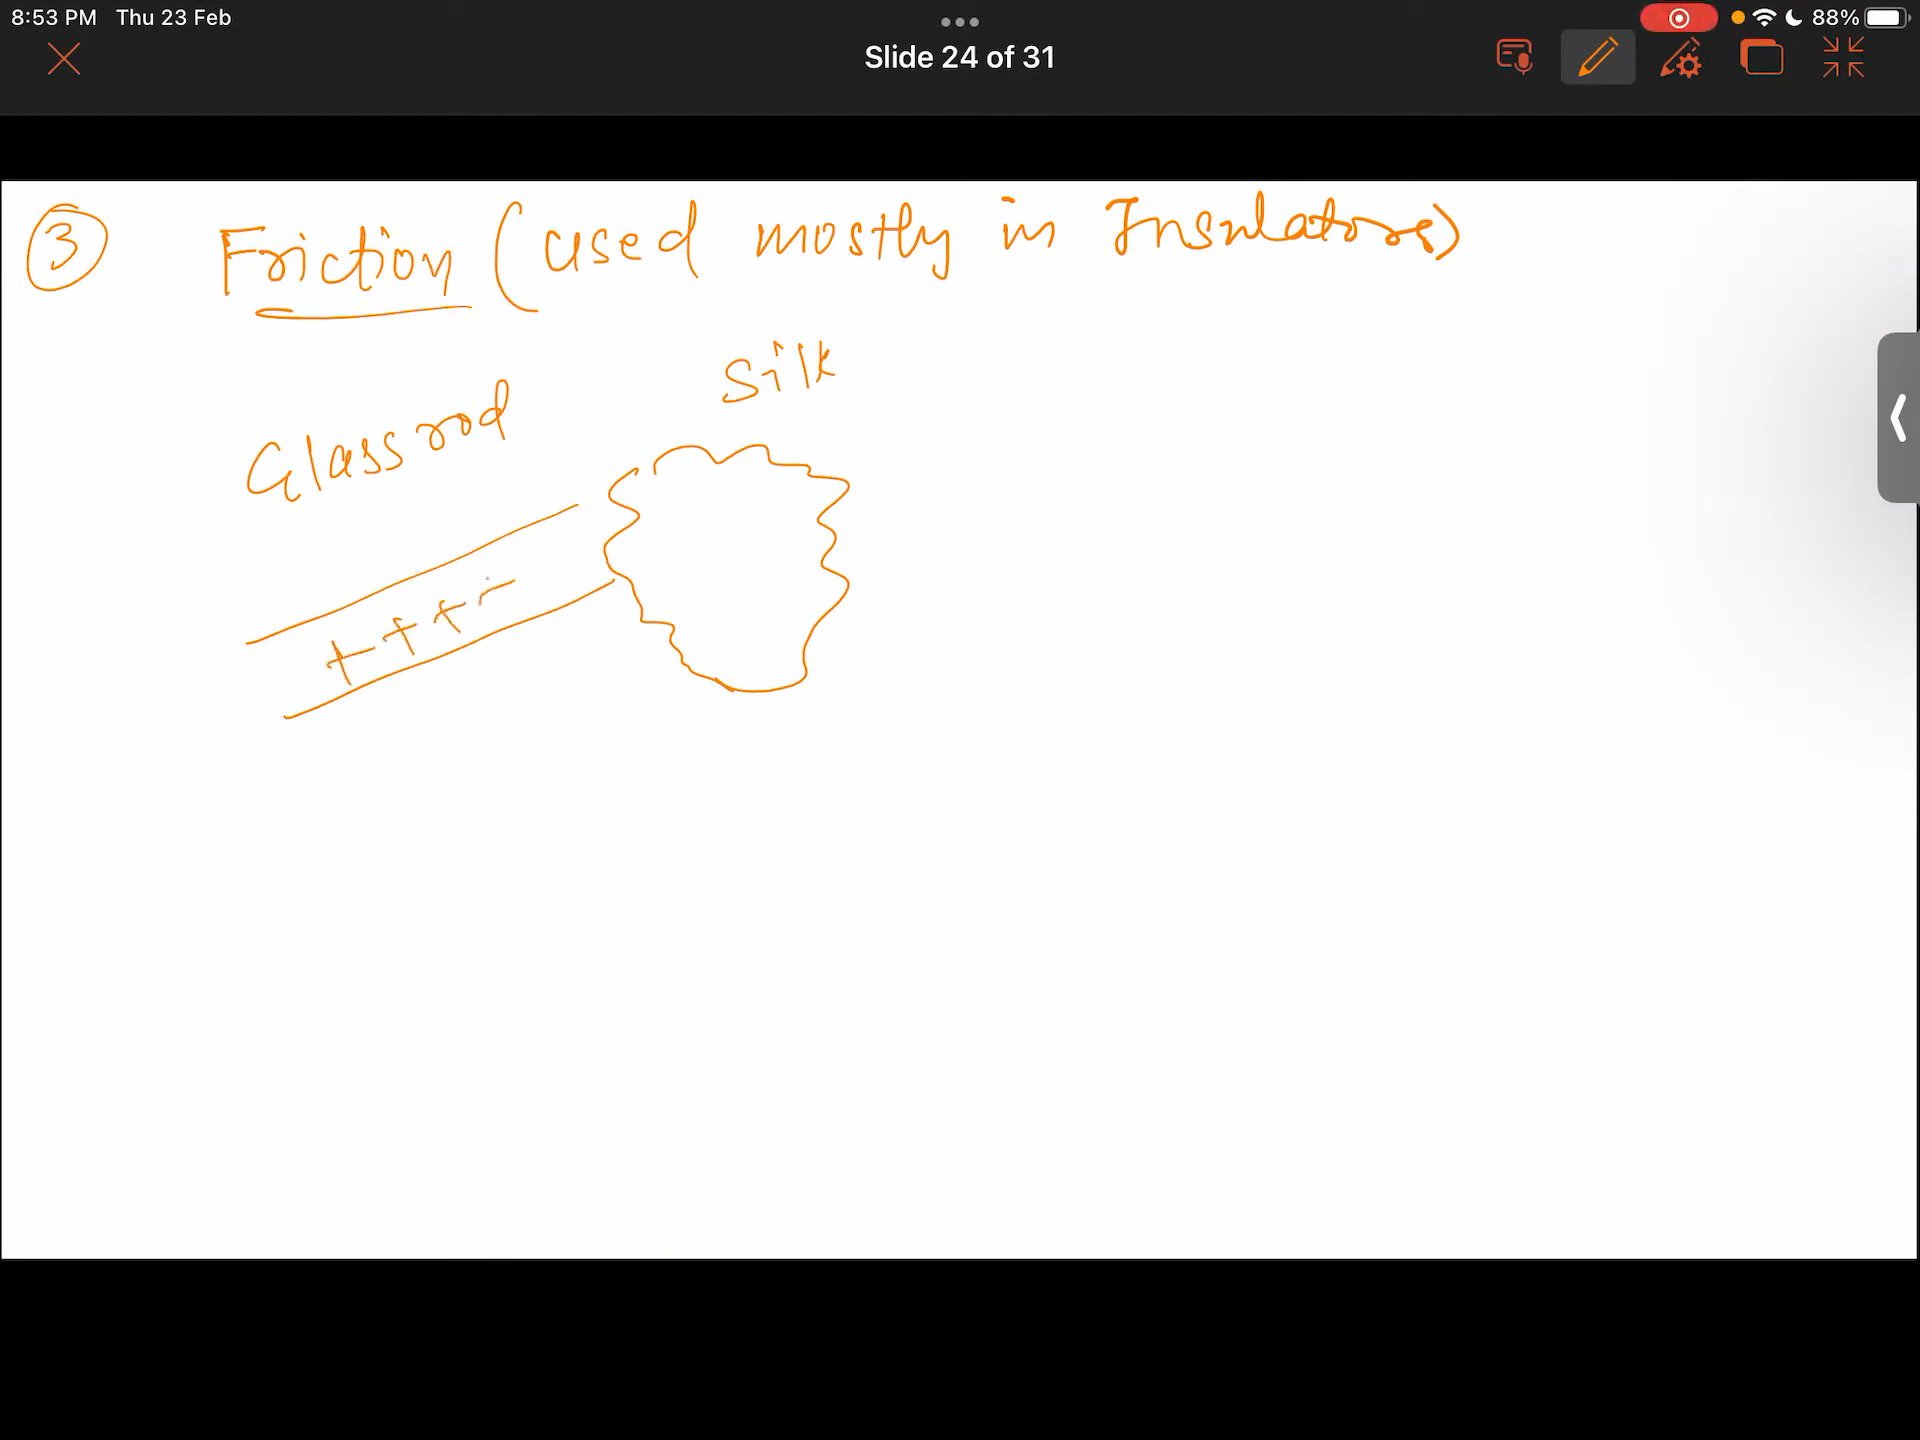 8:53 PM Thu 23 Feb
88%
Slide 24 of 31
3 Friction (used mostly in Insulators)
Silk
Glass rod
+ + + -